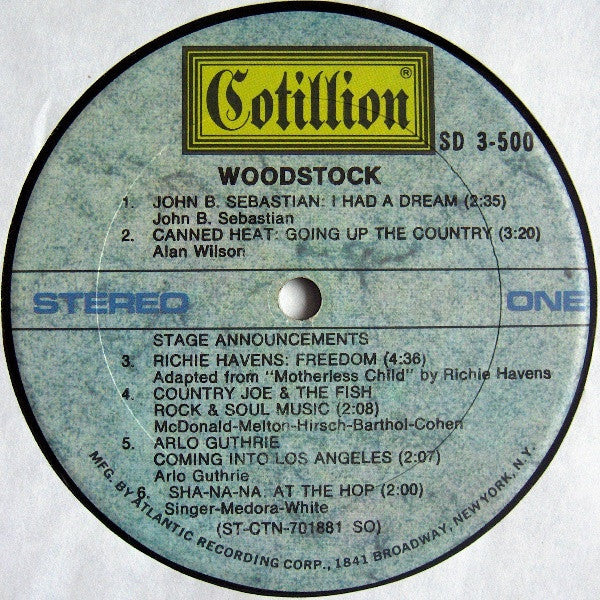 Cotillion®
SD 3-500
WOODSTOCK
1. JOHN B. SEBASTIAN: I HAD A DREAM (2:35)
John B. Sebastian
2. CANNED HEAT: GOING UP THE COUNTRY (3:20)
Alan Wilson
STEREO ONE
STAGE ANNOUNCEMENTS
3. RICHIE HAVENS: FREEDOM (4:36)
Adapted from "Motherless Child" by Richie Havens
4. COUNTRY JOE & THE FISH
ROCK & SOUL MUSIC (2:08)
McDonald-Melton-Hirsch-Barthol-Cohen
5. ARLO GUTHRIE
COMING INTO LOS ANGELES (2:07)
Arlo Guthrie
6. SHA-NA-NA: AT THE HOP (2:00)
Singer-Medora-White
(ST-CTN-701881 SO)
MFG. BY ATLANTIC RECORDING CORP., 1841 BROADWAY, NEW YORK, N.Y.